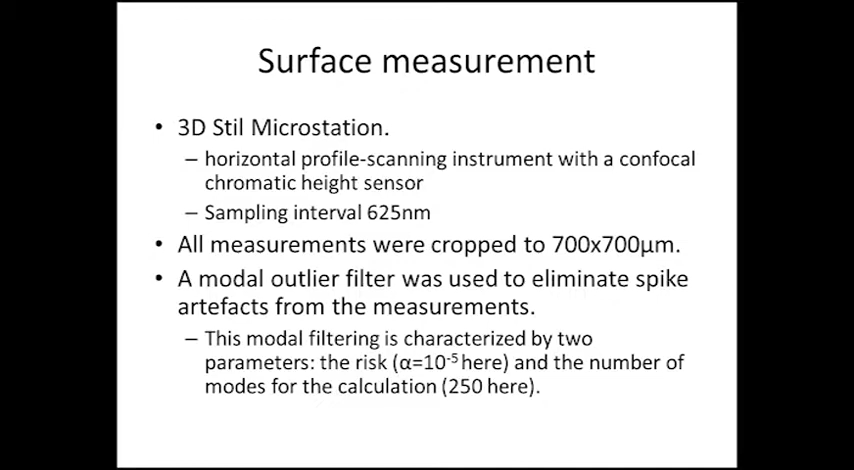 Surface measurement
• 3D Stil Microstation.
– horizontal profile-scanning instrument with a confocal
chromatic height sensor
– Sampling interval 625nm
• All measurements were cropped to 700x700µm.
• A modal outlier filter was used to eliminate spike
artefacts from the measurements.
– This modal filtering is characterized by two
parameters: the risk (α=10⁻⁵ here) and the number of
modes for the calculation (250 here).